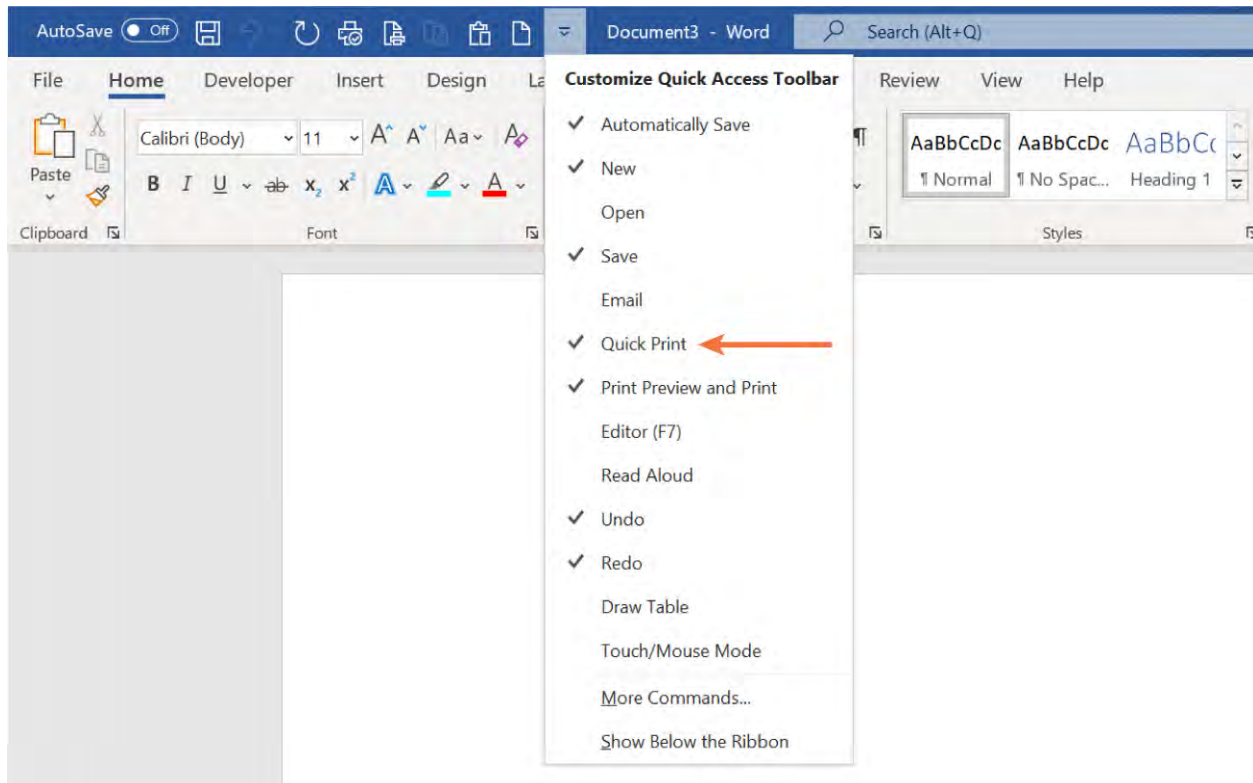 AutoSave Off Document3 - Word Search (Alt+Q)
File Home Developer Insert Design La Review View Help
Customize Quick Access Toolbar
Automatically Save
New
Open
Save
Email
Quick Print
Print Preview and Print
Editor (F7)
Read Aloud
Undo
Redo
Draw Table
Touch/Mouse Mode
More Commands...
Show Below the Ribbon
Paste
Clipboard
Calibri (Body) 11 A^ A˅ Aa A
B I U ab x₂ x² A A
Font
¶
AaBbCcDc AaBbCcDc AaBbCc
¶ Normal ¶ No Spac... Heading 1
Styles